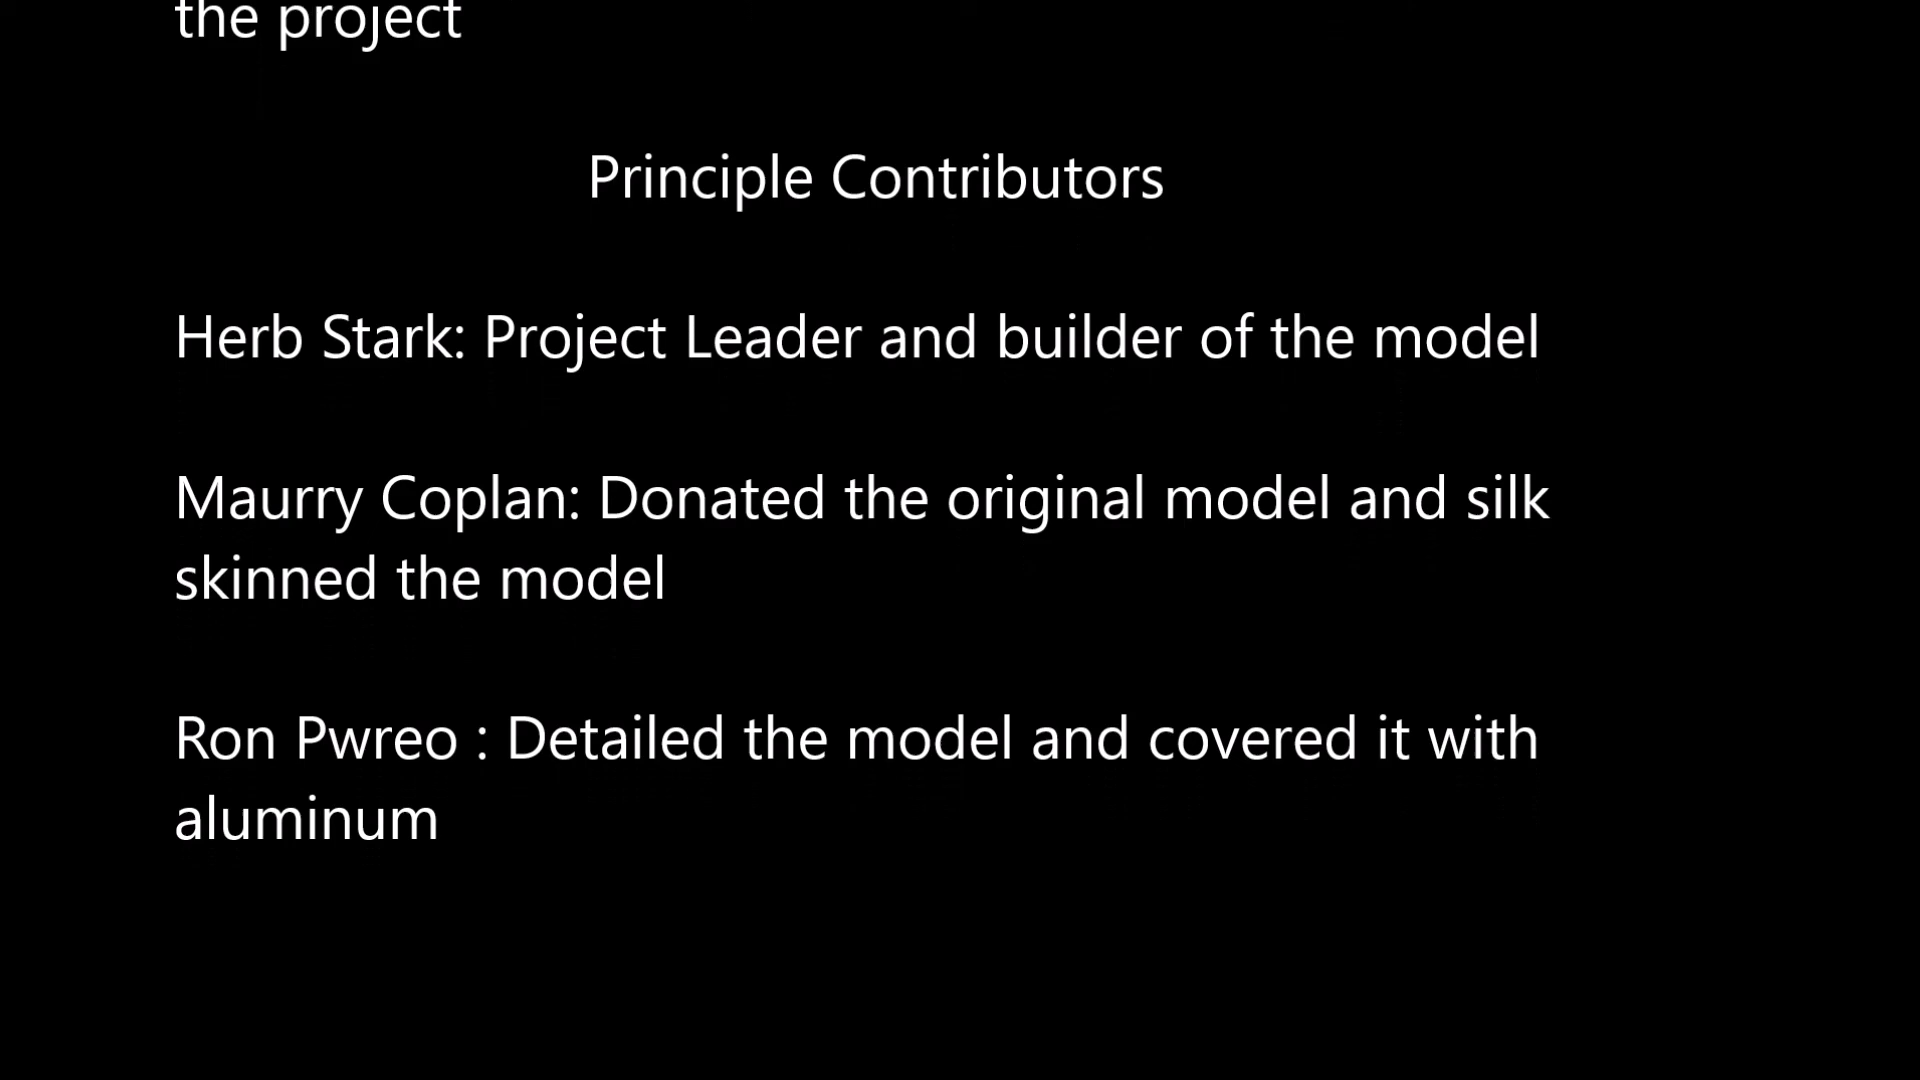 the project
Principle Contributors
Herb Stark: Project Leader and builder of the model
Maurry Coplan: Donated the original model and silk
skinned the model
Ron Pwreo : Detailed the model and covered it with
aluminum